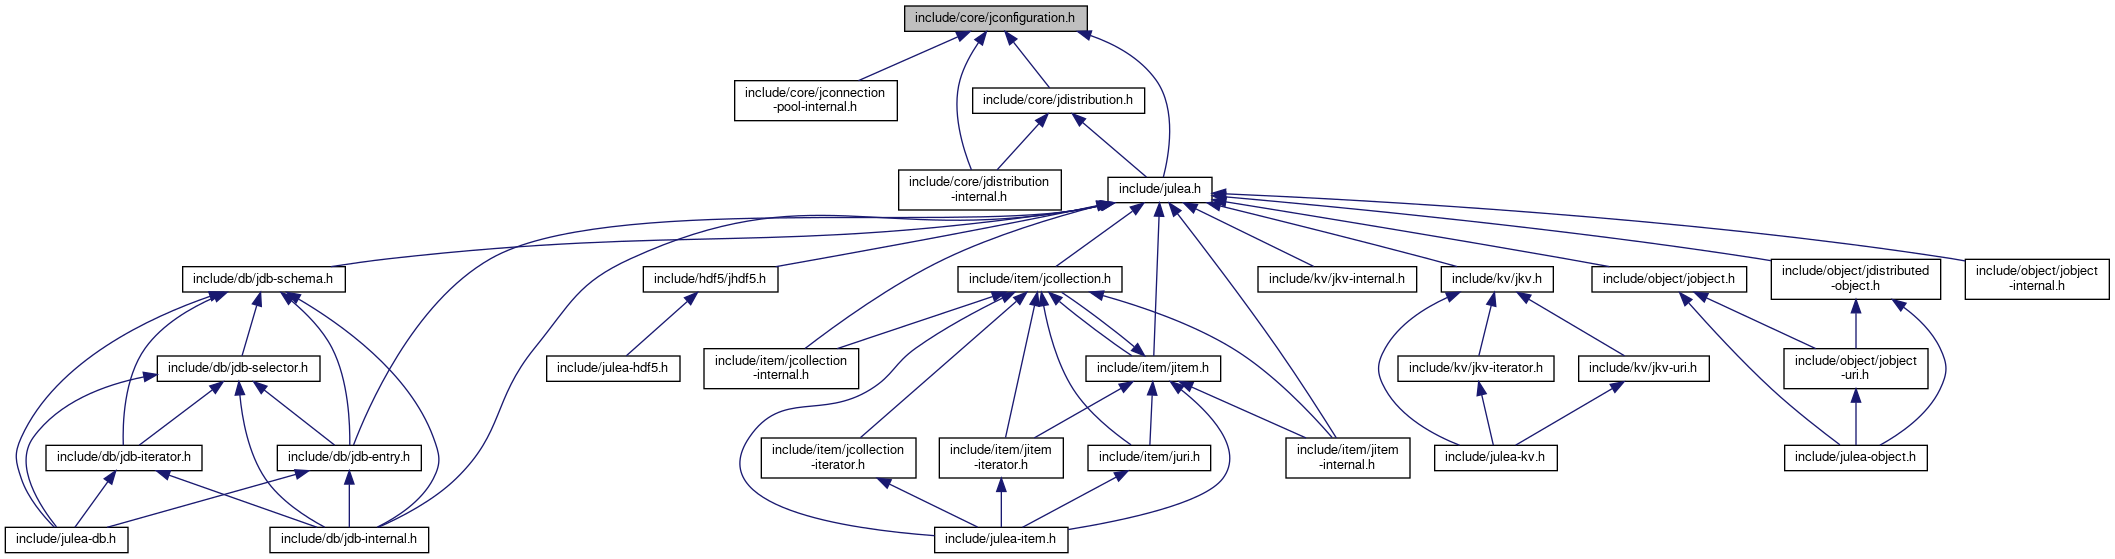 include/core/jconfiguration.h
include/core/jconnection
-pool-internal.h
include/core/jdistribution.h
include/core/jdistribution
-internal.h
include/julea.h
include/db/jdb-schema.h
include/hdf5/jhdf5.h
include/item/jcollection.h
include/kv/jkv-internal.h
include/kv/jkv.h
include/object/jobject.h
include/object/jdistributed
-object.h
include/object/jobject
-internal.h
include/db/jdb-selector.h
include/julea-hdf5.h
include/item/jcollection
-internal.h
include/item/jitem.h
include/kv/jkv-iterator.h
include/kv/jkv-uri.h
include/object/jobject
-uri.h
include/db/jdb-iterator.h
include/db/jdb-entry.h
include/item/jcollection
-iterator.h
include/item/jitem
-iterator.h
include/item/juri.h
include/item/jitem
-internal.h
include/julea-kv.h
include/julea-object.h
include/julea-db.h
include/db/jdb-internal.h
include/julea-item.h